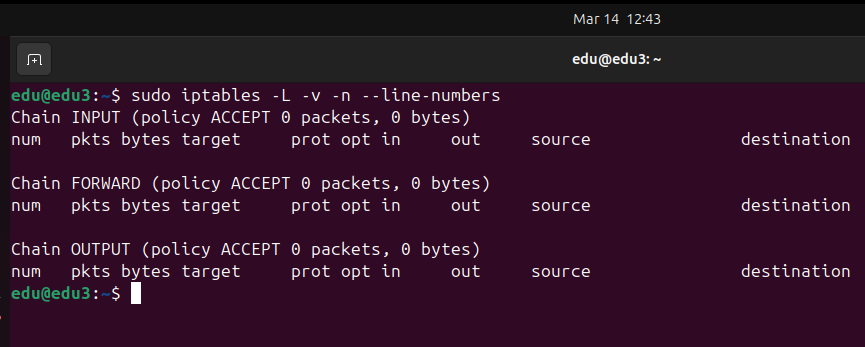 Mar 14 12:43
edu@edu3: ~
edu@edu3:~$ sudo iptables -L -v -n --line-numbers
Chain INPUT (policy ACCEPT 0 packets, 0 bytes)
num   pkts bytes target     prot opt in     out     source               destination

Chain FORWARD (policy ACCEPT 0 packets, 0 bytes)
num   pkts bytes target     prot opt in     out     source               destination

Chain OUTPUT (policy ACCEPT 0 packets, 0 bytes)
num   pkts bytes target     prot opt in     out     source               destination
edu@edu3:~$